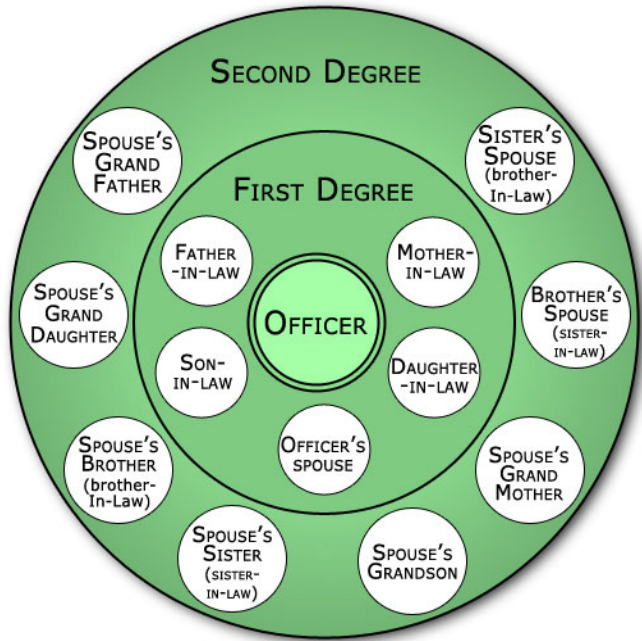 SECOND DEGREE
SPOUSE'S
GRAND
FATHER
SISTER'S
SPOUSE
(brother-
In-Law)
FIRST DEGREE
FATHER
-IN-LAW
MOTHER-
IN-LAW
SPOUSE'S
GRAND
DAUGHTER
OFFICER
BROTHER'S
SPOUSE
(SISTER-
IN-LAW)
SON-
IN-LAW
DAUGHTER
-IN-LAW
OFFICER'S
SPOUSE
SPOUSE'S
BROTHER
(brother-
In-Law)
SPOUSE'S
GRAND
MOTHER
SPOUSE'S
SISTER
(SISTER-
IN-LAW)
SPOUSE'S
GRANDSON